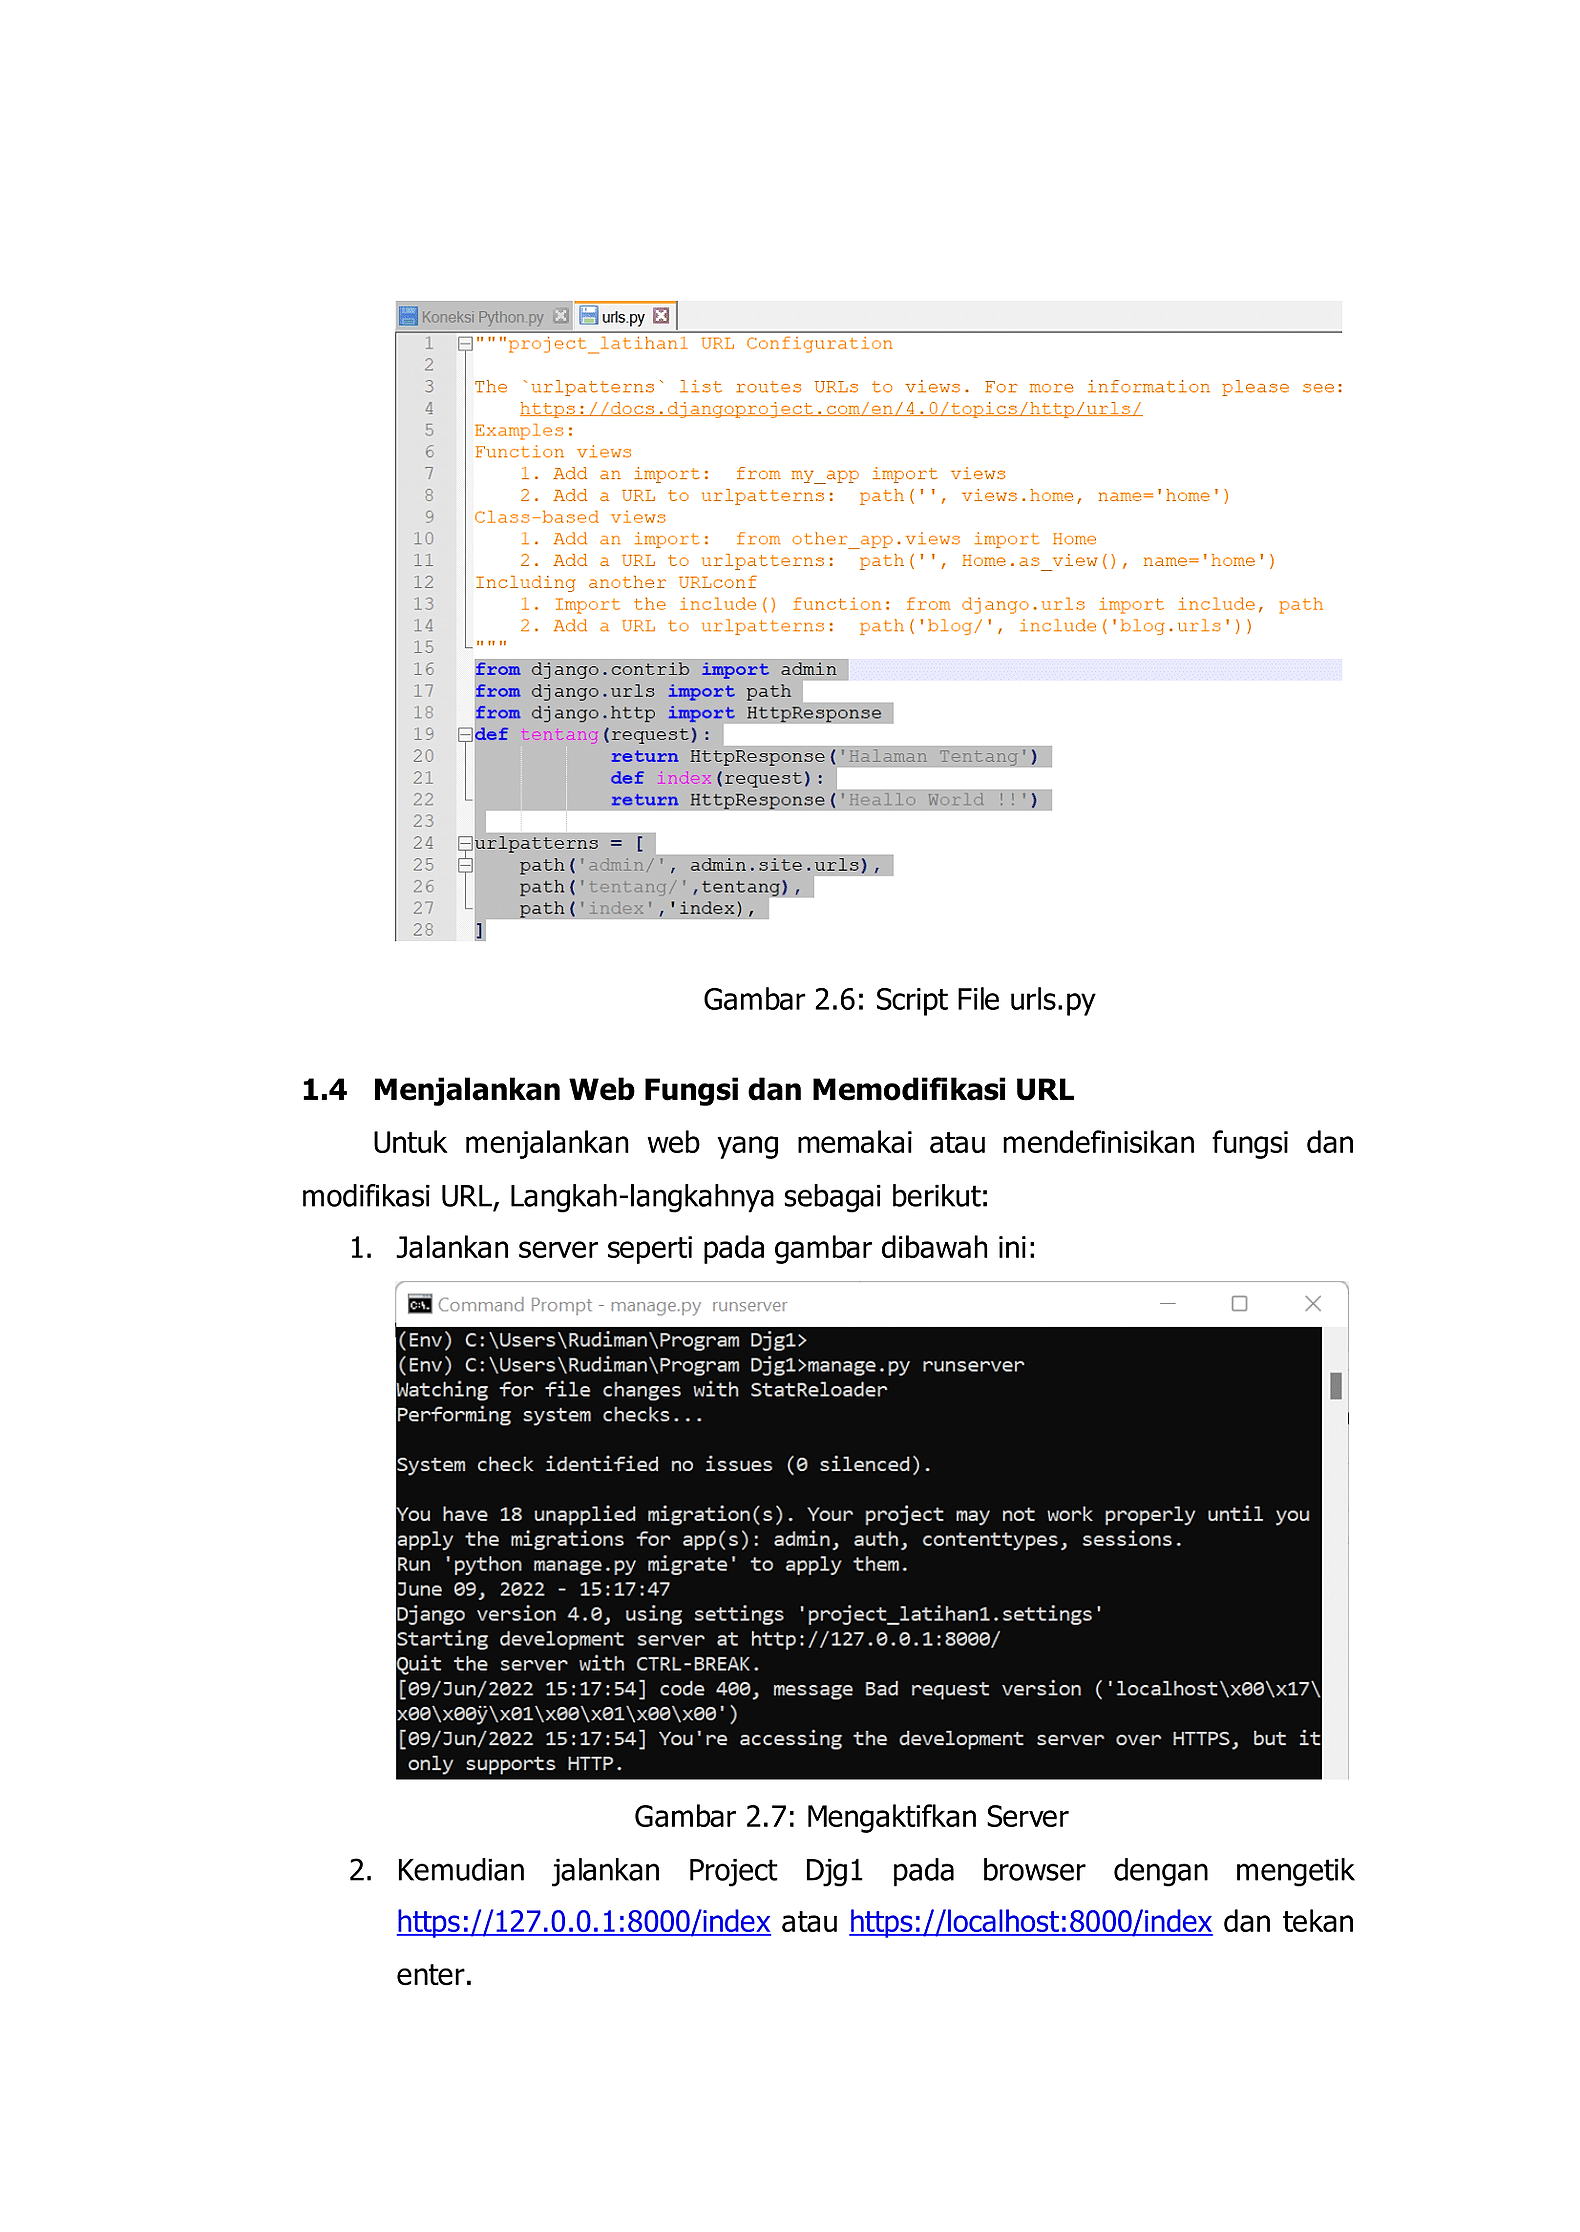 Koneksi Python.py urls.py
1 """project_latihan1 URL Configuration
2
3 The `urlpatterns` list routes URLs to views. For more information please see:
4 https://docs.djangoproject.com/en/4.0/topics/http/urls/
5 Examples:
6 Function views
7 1. Add an import:  from my_app import views
8 2. Add a URL to urlpatterns:  path('', views.home, name='home')
9 Class-based views
10 1. Add an import:  from other_app.views import Home
11 2. Add a URL to urlpatterns:  path('', Home.as_view(), name='home')
12 Including another URLconf
13 1. Import the include() function: from django.urls import include, path
14 2. Add a URL to urlpatterns:  path('blog/', include('blog.urls'))
15 """
16 from django.contrib import admin
17 from django.urls import path
18 from django.http import HttpResponse
19 def tentang(request):
20 return HttpResponse('Halaman Tentang')
21 def index(request):
22 return HttpResponse('Heallo World !!')
23
24 urlpatterns = [
25 path('admin/', admin.site.urls),
26 path('tentang/',tentang),
27 path('index','index),
28 ]
Gambar 2.6: Script File urls.py
1.4 Menjalankan Web Fungsi dan Memodifikasi URL
Untuk menjalankan web yang memakai atau mendefinisikan fungsi dan
modifikasi URL, Langkah-langkahnya sebagai berikut:
1. Jalankan server seperti pada gambar dibawah ini:
Command Prompt - manage.py runserver
(Env) C:\Users\Rudiman\Program Djg1>
(Env) C:\Users\Rudiman\Program Djg1>manage.py runserver
Watching for file changes with StatReloader
Performing system checks...
System check identified no issues (0 silenced).
You have 18 unapplied migration(s). Your project may not work properly until you
apply the migrations for app(s): admin, auth, contenttypes, sessions.
Run 'python manage.py migrate' to apply them.
June 09, 2022 - 15:17:47
Django version 4.0, using settings 'project_latihan1.settings'
Starting development server at http://127.0.0.1:8000/
Quit the server with CTRL-BREAK.
[09/Jun/2022 15:17:54] code 400, message Bad request version ('localhost\x00\x17\
x00\x00ÿ\x01\x00\x01\x00\x00')
[09/Jun/2022 15:17:54] You're accessing the development server over HTTPS, but it
only supports HTTP.
Gambar 2.7: Mengaktifkan Server
2. Kemudian jalankan Project Djg1 pada browser dengan mengetik
https://127.0.0.1:8000/index atau https://localhost:8000/index dan tekan
enter.